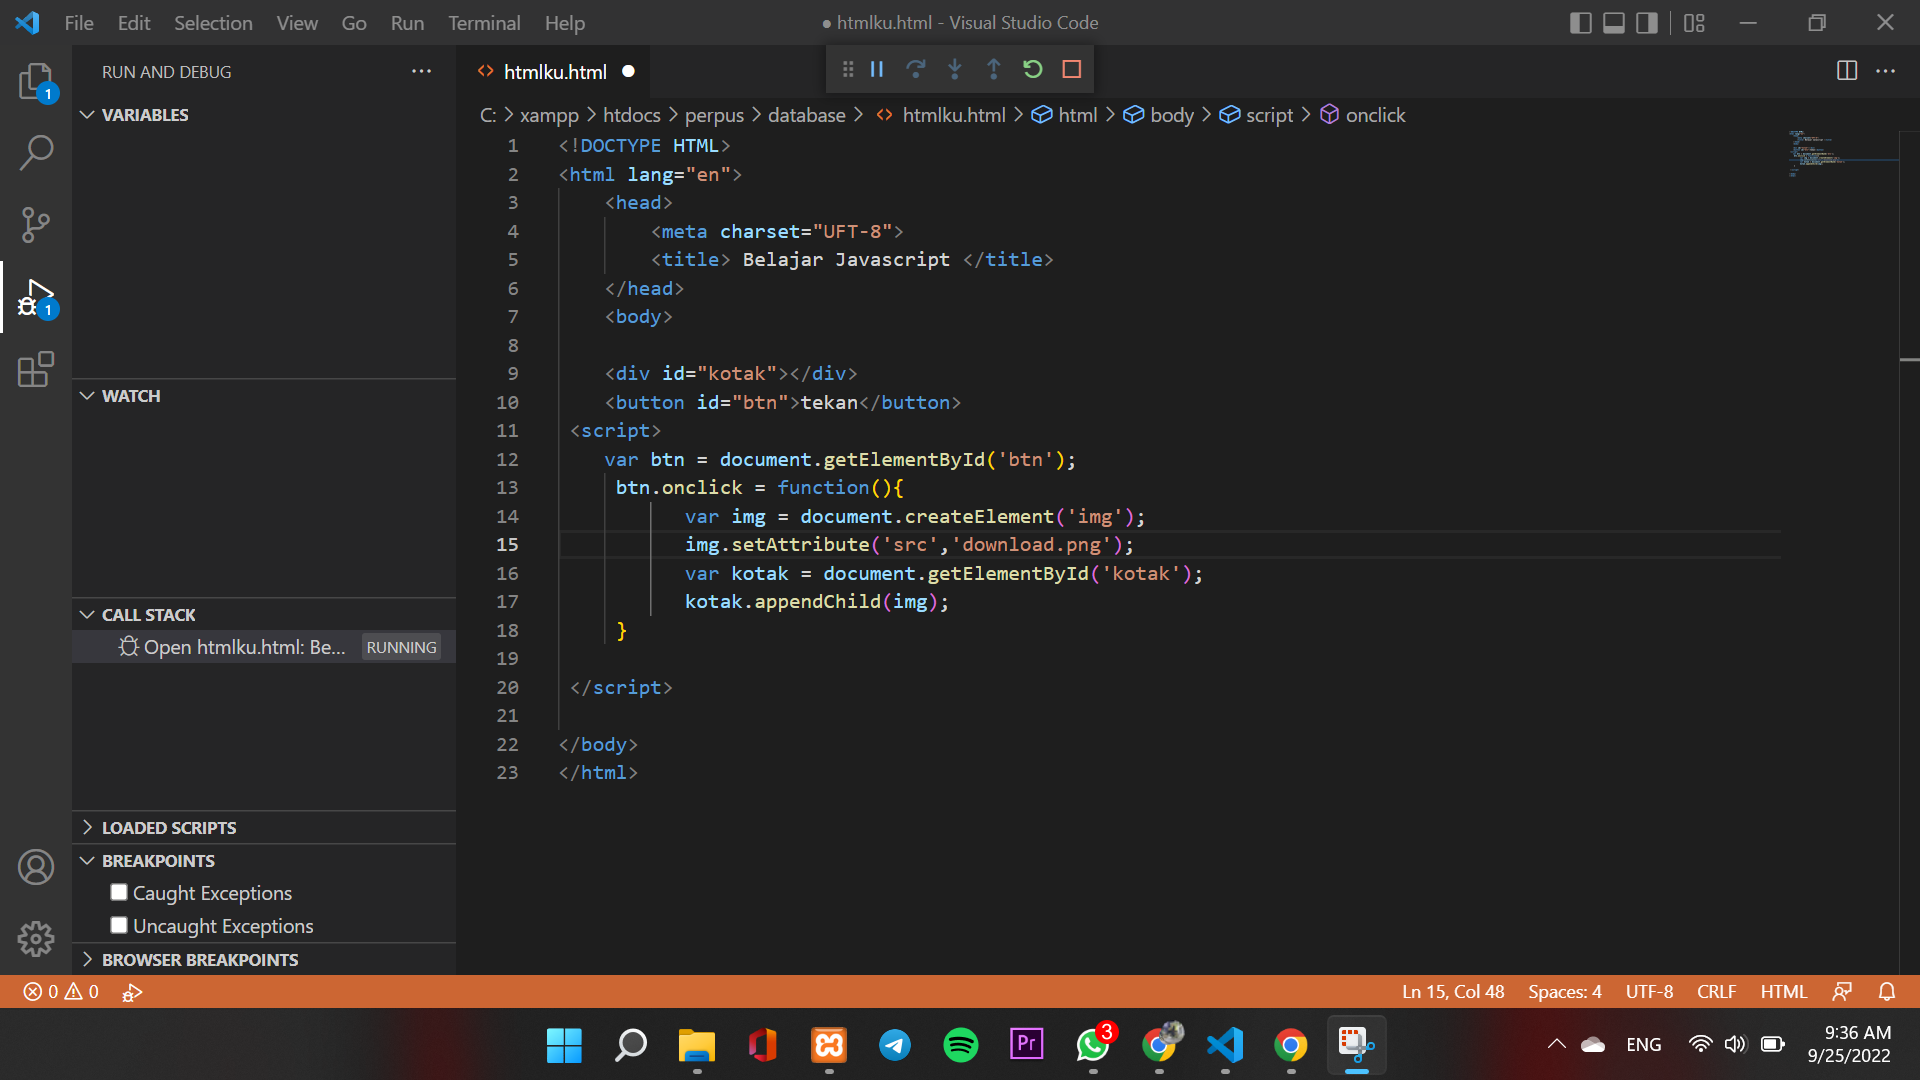 File Edit Selection View Go Run Terminal Help
● htmlku.html - Visual Studio Code
RUN AND DEBUG
htmlku.html
C: > xampp > htdocs > perpus > database > htmlku.html > html > body > script > onclick
1
1
VARIABLES
WATCH
CALL STACK
Open htmlku.html: Be... RUNNING
LOADED SCRIPTS
BREAKPOINTS
Caught Exceptions
Uncaught Exceptions
BROWSER BREAKPOINTS
1 <!DOCTYPE HTML>
2 <html lang="en">
3 <head>
4 <meta charset="UFT-8">
5 <title> Belajar Javascript </title>
6 </head>
7 <body>
8
9 <div id="kotak"></div>
10 <button id="btn">tekan</button>
11 <script>
12 var btn = document.getElementById('btn');
13 btn.onclick = function(){
14 var img = document.createElement('img');
15 img.setAttribute('src','download.png');
16 var kotak = document.getElementById('kotak');
17 kotak.appendChild(img);
18 }
19
20 </script>
21
22 </body>
23 </html>
0 0
Ln 15, Col 48 Spaces: 4 UTF-8 CRLF HTML
Pr
3
ENG
9:36 AM
9/25/2022